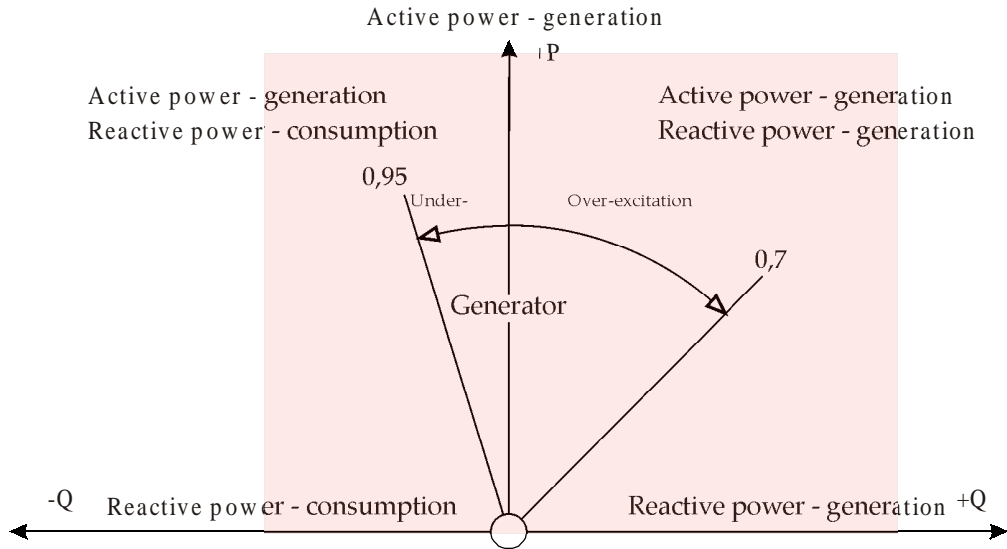 Active power - generation
+P
Active power - generation
Reactive power - consumption
Active power - generation
Reactive power - generation
0,95
Under-
Over-excitation
0,7
Generator
-Q
Reactive power - consumption
Reactive power - generation
+Q